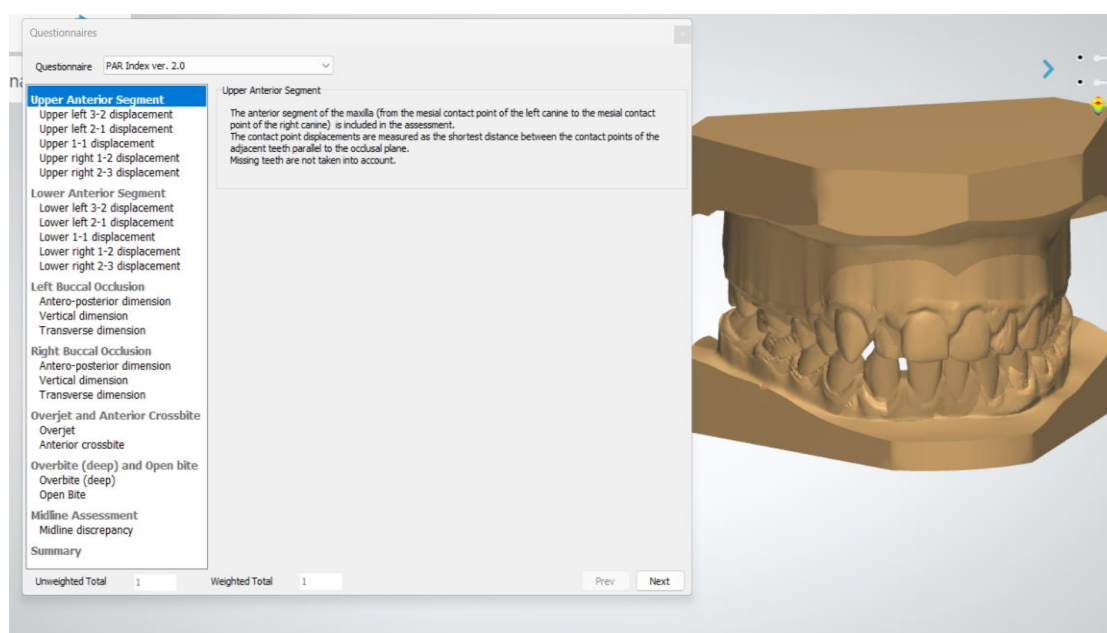 Questionnaires
Questionnaire PAR Index ver. 2.0
Upper Anterior Segment
Upper left 3-2 displacement
Upper left 2-1 displacement
Upper 1-1 displacement
Upper right 1-2 displacement
Upper right 2-3 displacement
Lower Anterior Segment
Lower left 3-2 displacement
Lower left 2-1 displacement
Lower 1-1 displacement
Lower right 1-2 displacement
Lower right 2-3 displacement
Left Buccal Occlusion
Antero-posterior dimension
Vertical dimension
Transverse dimension
Right Buccal Occlusion
Antero-posterior dimension
Vertical dimension
Transverse dimension
Overjet and Anterior Crossbite
Overjet
Anterior crossbite
Overbite (deep) and Open bite
Overbite (deep)
Open Bite
Midline Assessment
Midline discrepancy
Summary
Upper Anterior Segment
The anterior segment of the maxilla (from the mesial contact point of the left canine to the mesial contact
point of the right canine) is included in the assessment.
The contact point displacements are measured as the shortest distance between the contact points of the
adjacent teeth parallel to the occlusal plane.
Missing teeth are not taken into account.
Unweighted Total 1 Weighted Total 1 Prev Next